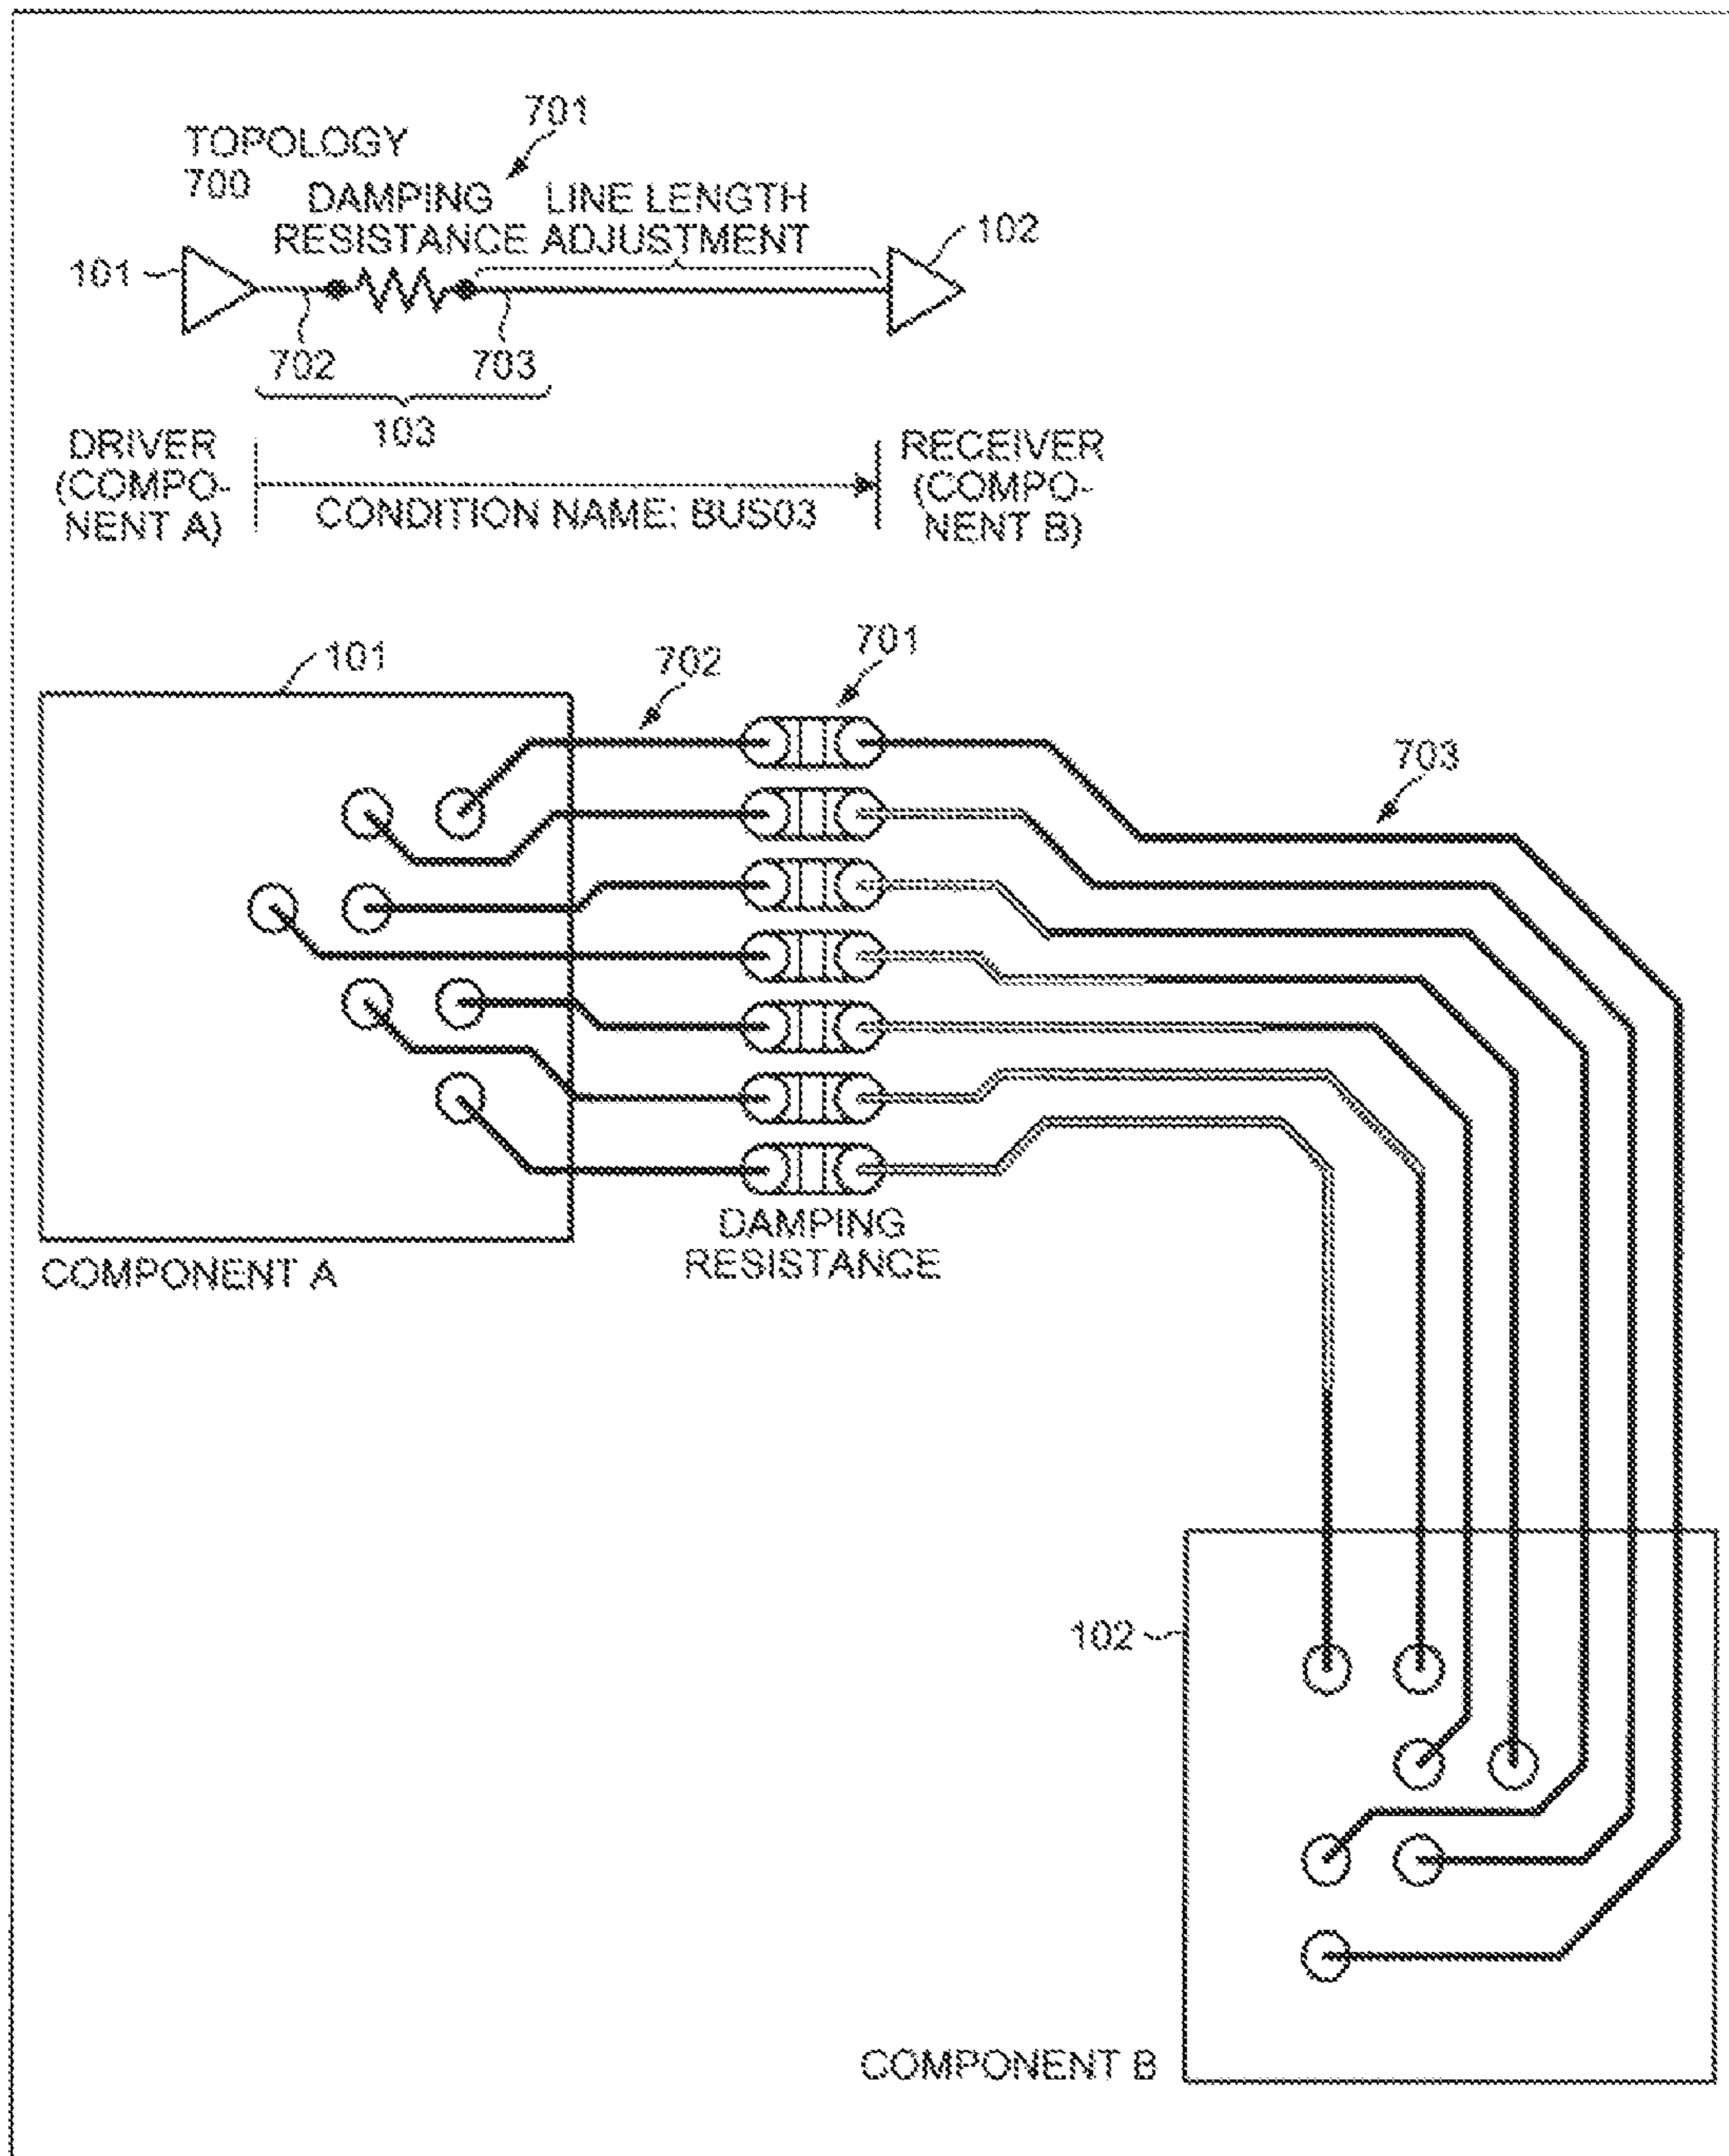 701
TOPOLOGY
700
DAMPING
RESISTANCE
LINE LENGTH
ADJUSTMENT
101
102
702
703
103
DRIVER
(COMPO-
NENT A)
CONDITION NAME: BUS03
RECEIVER
(COMPO-
NENT B)
101
702
701
703
DAMPING
RESISTANCE
COMPONENT A
102
COMPONENT B